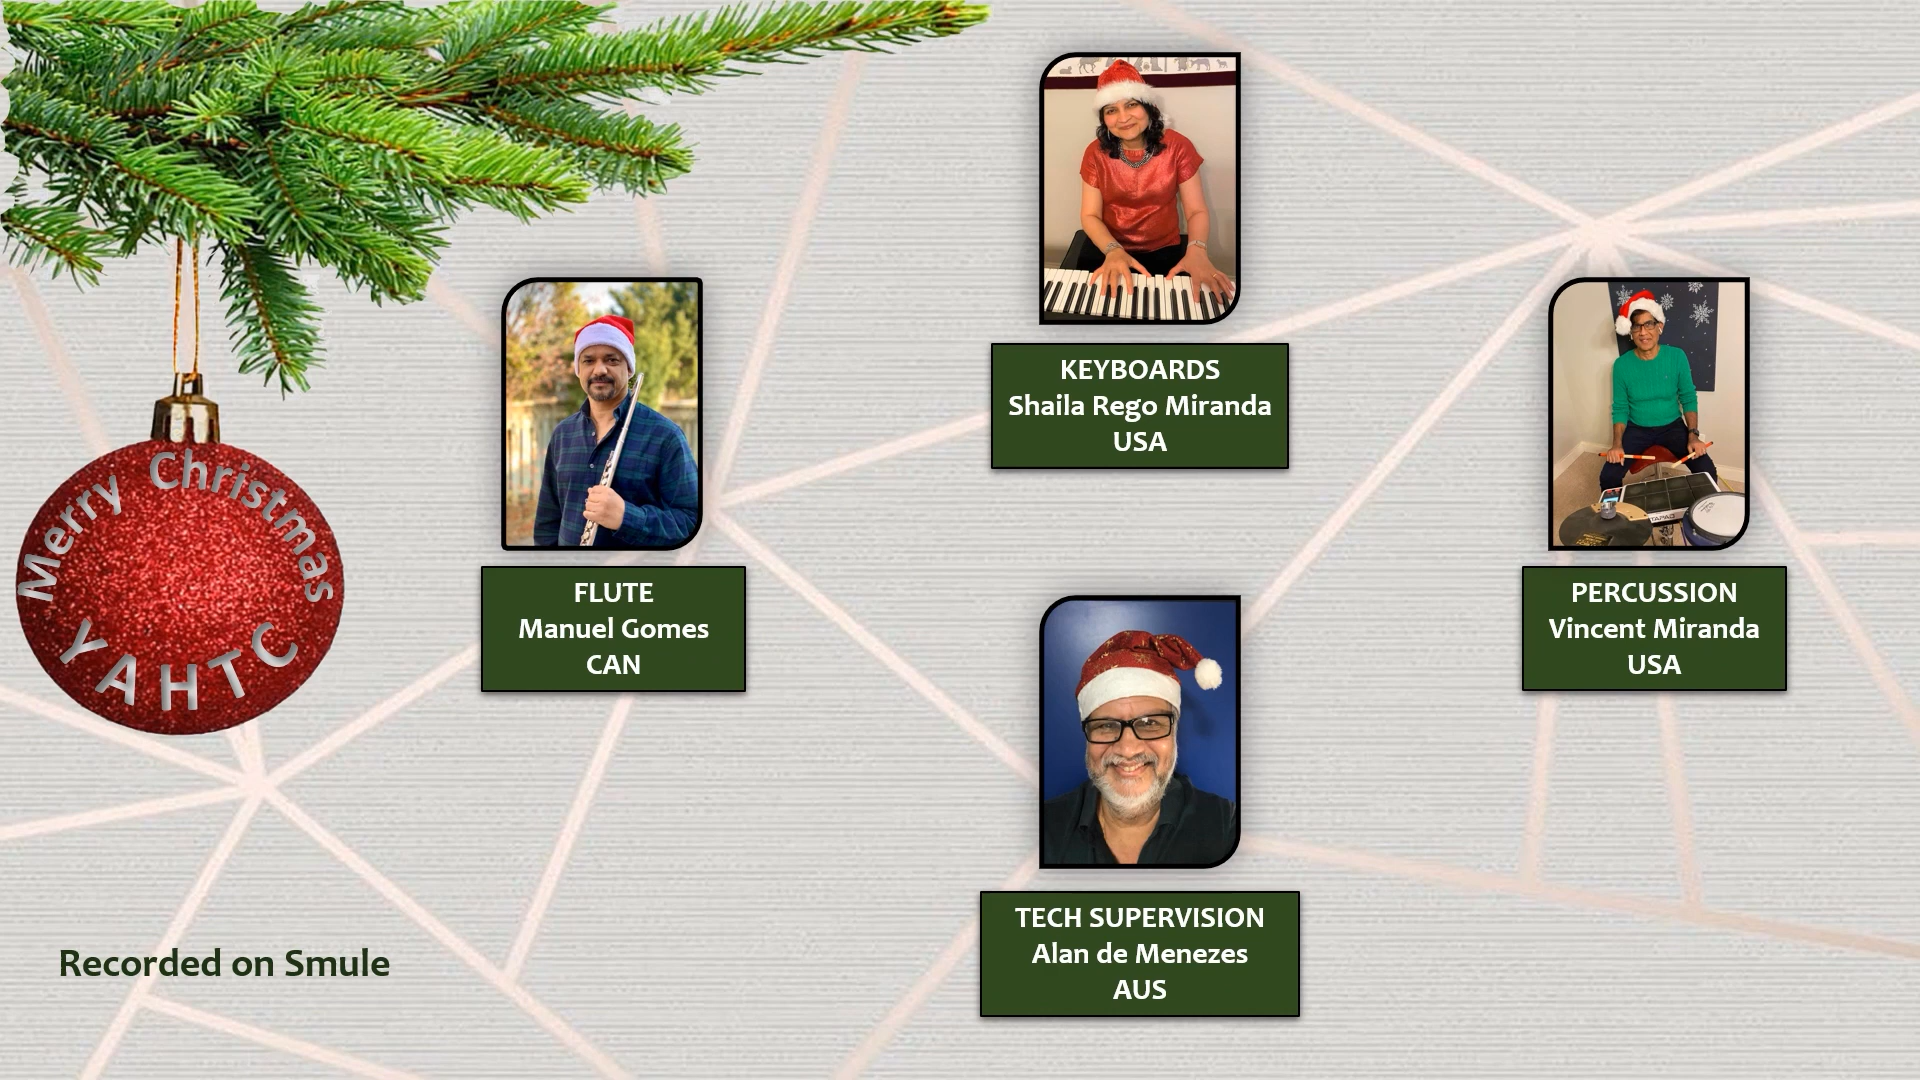 Merry Christmas
YAHTC
KEYBOARDS
Shaila Rego Miranda
USA
FLUTE
Manuel Gomes
CAN
PERCUSSION
Vincent Miranda
USA
TECH SUPERVISION
Alan de Menezes
AUS
Recorded on Smule